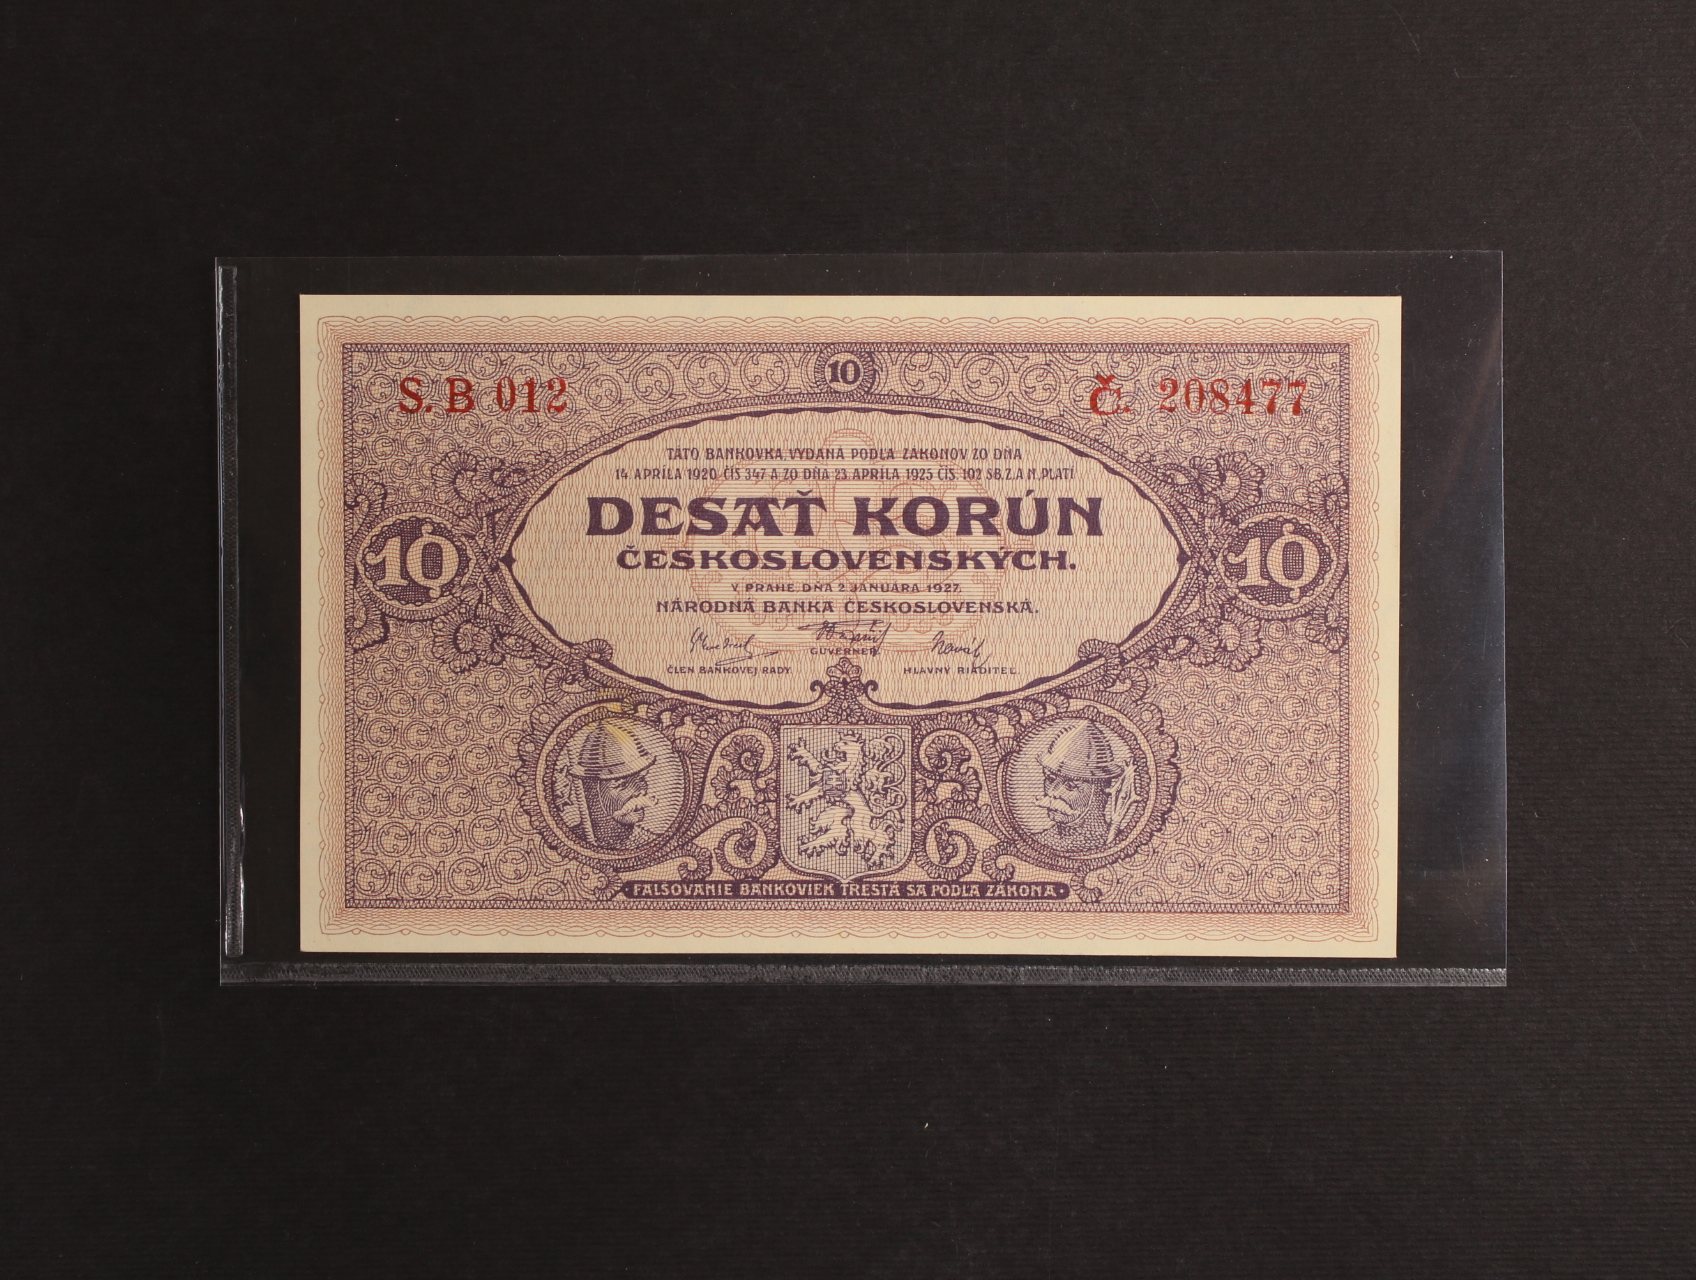 10
S. B 012
Č. 208477
TÁTO BANKOVKA, VYDANÁ PODĽA ZÁKONOV ZO DŇA
14. APRÍLA 1920 ČÍS 347 A ZO DŇA 23. APRÍLA 1925 ČÍS. 102 SB. Z. A N. PLATÍ
DESAŤ KORÚN
ČESKOSLOVENSKÝCH.
10
10
V PRAHE, DŇA 2. JANUÁRA 1927.
NÁRODNÁ BANKA ČESKOSLOVENSKÁ.
GUVERNER.
ČLEN BANKOVEJ RADY.
HLAVNÝ RIADITEĽ.
FALŠOVANIE BANKOVIEK TRESTÁ SA PODĽA ZÁKONA